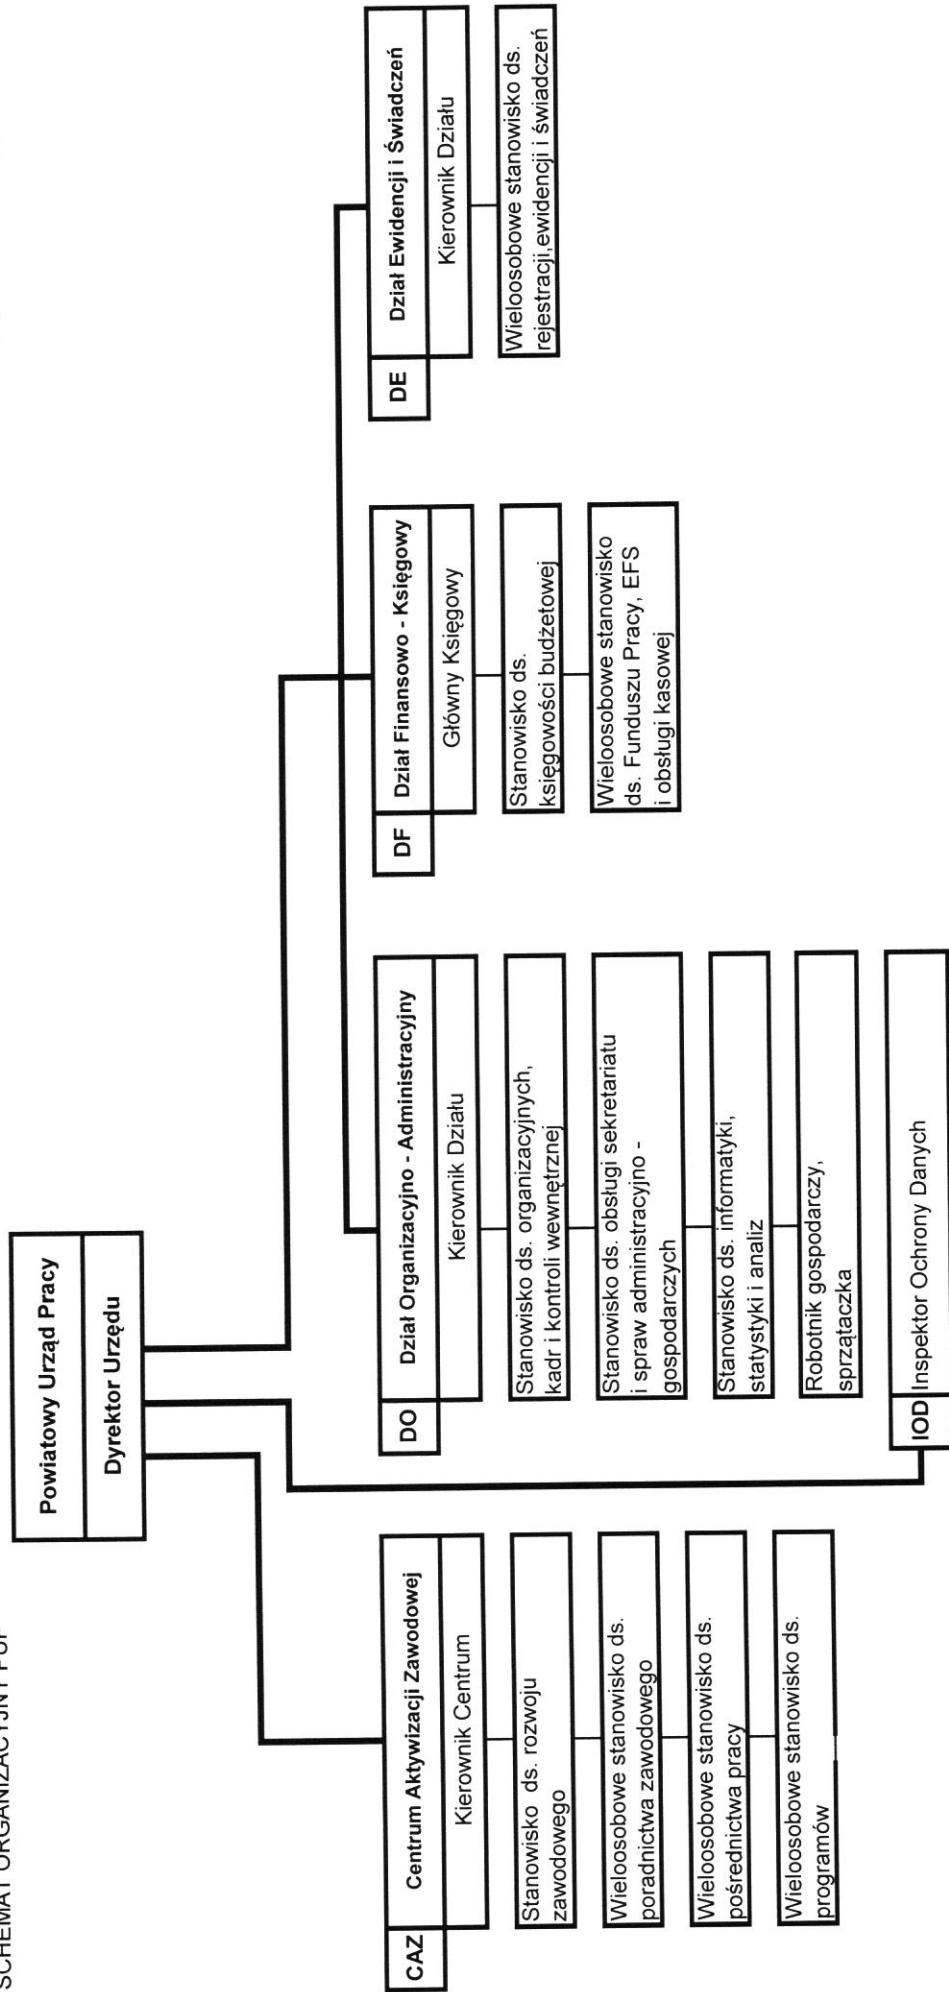 SCHEMAT ORGANIZACYJNY PUP
Powiatowy Urząd Pracy
Dyrektor Urzędu
CAZ
Centrum Aktywizacji Zawodowej
Kierownik Centrum
Stanowisko ds. rozwoju
zawodowego
Wieloosobowe stanowisko ds.
poradnictwa zawodowego
Wieloosobowe stanowisko ds.
pośrednictwa pracy
Wieloosobowe stanowisko ds.
programów
DO
Dział Organizacyjno - Administracyjny
Kierownik Działu
Stanowisko ds. organizacyjnych,
kadr i kontroli wewnętrznej
Stanowisko ds. obsługi sekretariatu
i spraw administracyjno -
gospodarczych
Stanowisko ds. informatyki,
statystyki i analiz
Robotnik gospodarczy,
sprzątaczka
IOD
Inspektor Ochrony Danych
DF
Dział Finansowo - Księgowy
Główny Księgowy
Stanowisko ds.
księgowości budżetowej
Wieloosobowe stanowisko
ds. Funduszu Pracy, EFS
i obsługi kasowej
DE
Dział Ewidencji i Świadczeń
Kierownik Działu
Wieloosobowe stanowisko ds.
rejestracji,ewidencji i świadczeń